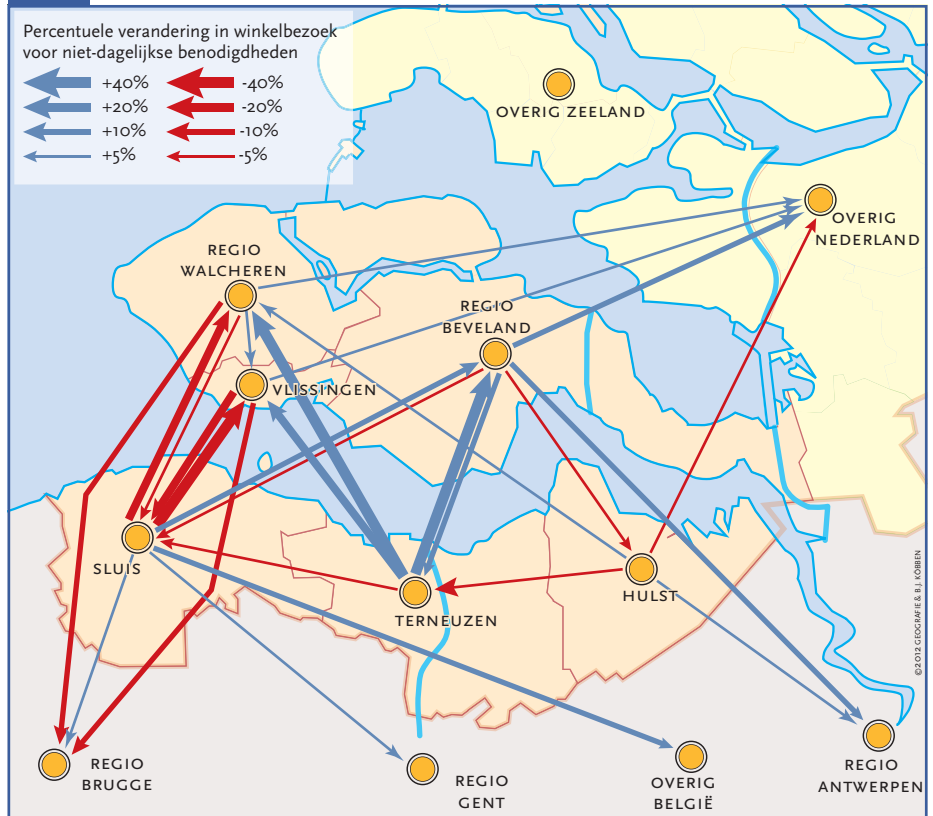 Percentuele verandering in winkelbezoek
voor niet-dagelijkse benodigdheden
+40% -40%
+20% -20%
+10% -10%
+5% -5%
OVERIG ZEELAND
OVERIG
NEDERLAND
REGIO
WALCHEREN
REGIO
BEVELAND
VLISSINGEN
SLUIS
TERNEUZEN
HULST
REGIO
BRUGGE
REGIO
GENT
OVERIG
BELGIË
REGIO
ANTWERPEN
©2012 GEOGRAFIE & B.J. KÖBBEN